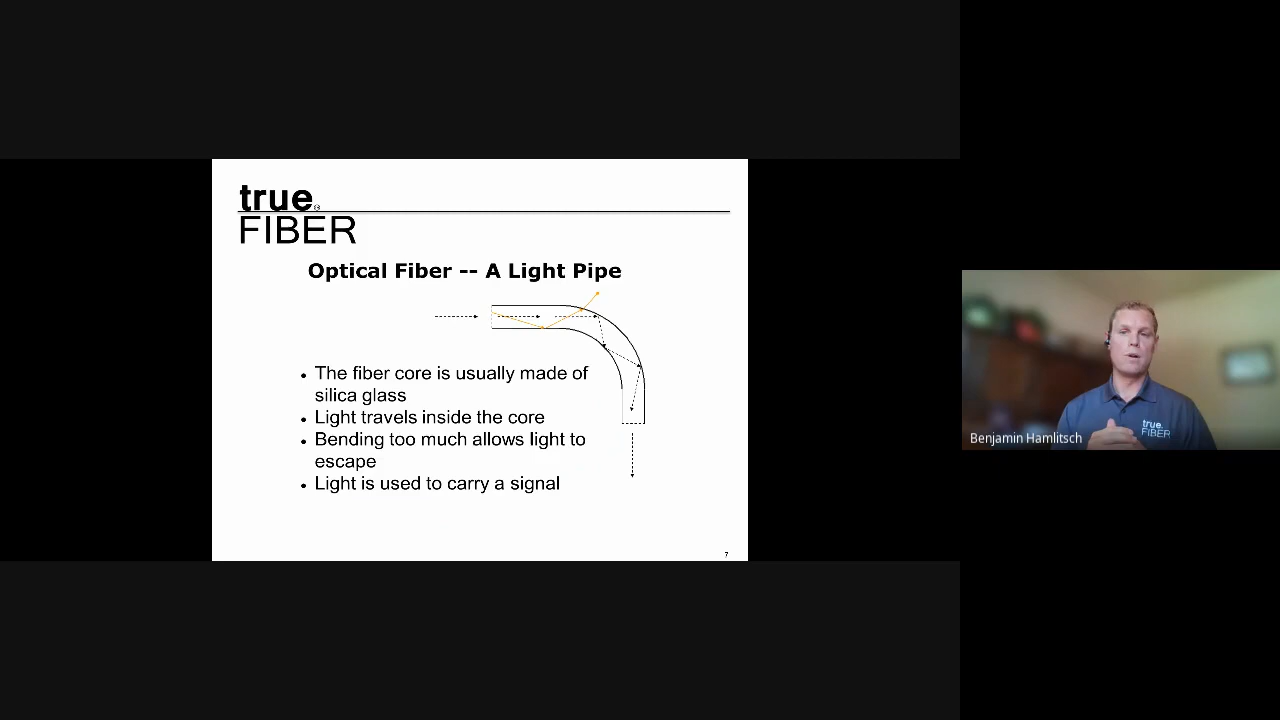 true®
FIBER
Optical Fiber -- A Light Pipe
• The fiber core is usually made of
silica glass
• Light travels inside the core
• Bending too much allows light to
escape
• Light is used to carry a signal
7
true
FIBER
Benjamin Hamlitsch